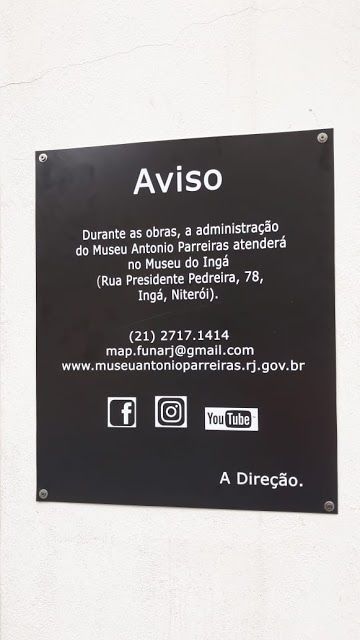 Aviso
Durante as obras, a administração
do Museu Antonio Parreiras atenderá
no Museu do Ingá
(Rua Presidente Pedreira, 78,
Ingá, Niterói).
(21) 2717.1414
map.funarj@gmail.com
www.museuantonioparreiras.rj.gov.br
f YouTube
A Direção.